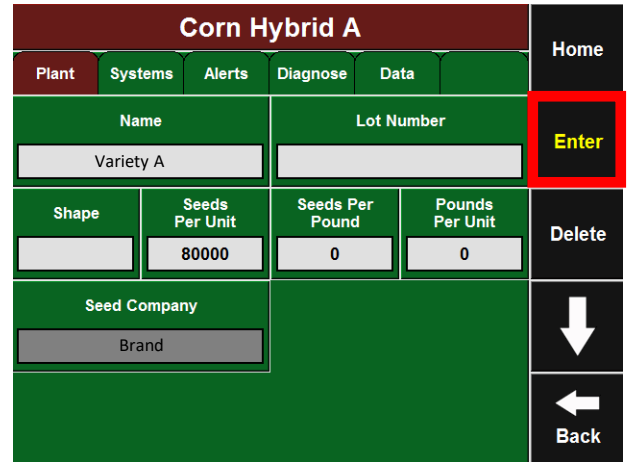 Corn Hybrid A
Home
Plant
Systems
Alerts
Diagnose
Data
Name
Lot Number
Enter
Variety A
Shape
Seeds
Per Unit
Seeds Per
Pound
Pounds
Per Unit
Delete
80000
0
0
Seed Company
Brand
Back